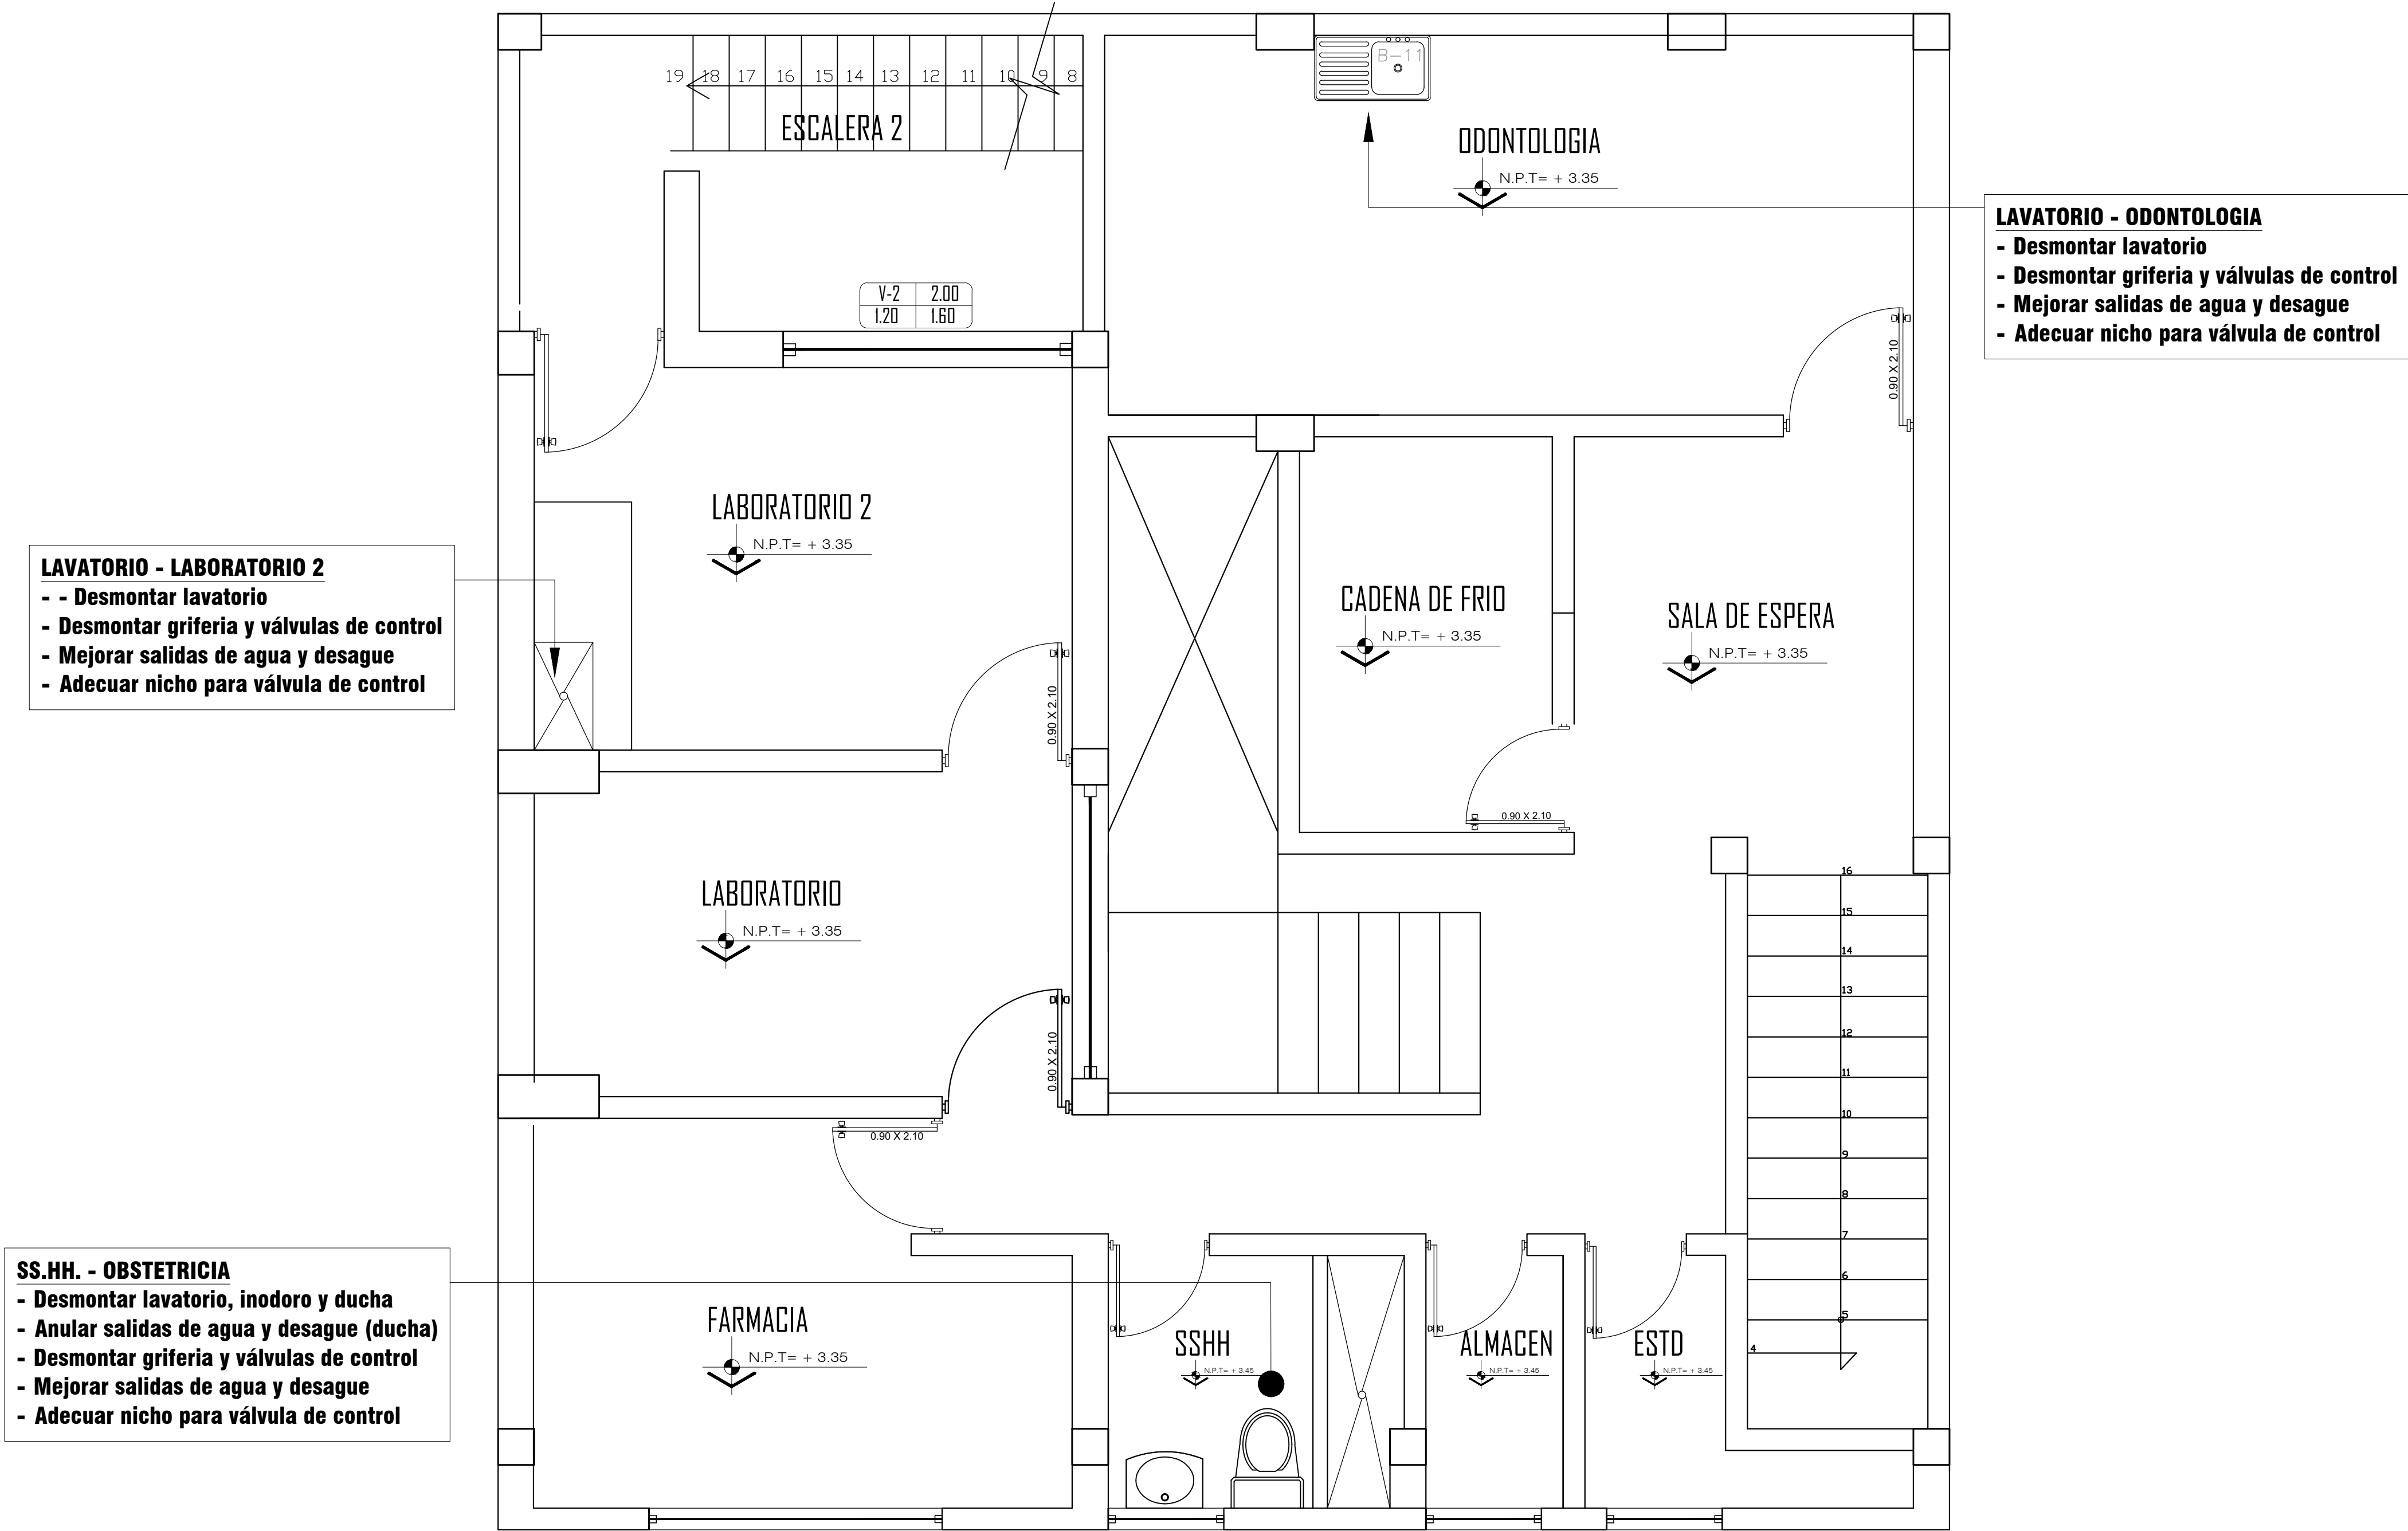 19 18 17 16 15 14 13 12 11 10 9 8
ESCALERA 2
B-11
ODONTOLOGIA
N.P.T= + 3.35
LAVATORIO - ODONTOLOGIA
- Desmontar lavatorio
- Desmontar griferia y válvulas de control
- Mejorar salidas de agua y desague
- Adecuar nicho para válvula de control
V-2 2.00
1.20 1.60
0.90 X 2.10
LABORATORIO 2
N.P.T= + 3.35
LAVATORIO - LABORATORIO 2
- - Desmontar lavatorio
- Desmontar griferia y válvulas de control
- Mejorar salidas de agua y desague
- Adecuar nicho para válvula de control
CADENA DE FRIO
N.P.T= + 3.35
SALA DE ESPERA
N.P.T= + 3.35
0.90 X 2.10
0.90 X 2.10
LABORATORIO
N.P.T= + 3.35
0.90 X 2.10
0.90 X 2.10
16
15
14
13
12
11
10
9
8
7
6
5
4
SS.HH. - OBSTETRICIA
- Desmontar lavatorio, inodoro y ducha
- Anular salidas de agua y desague (ducha)
- Desmontar griferia y válvulas de control
- Mejorar salidas de agua y desague
- Adecuar nicho para válvula de control
FARMACIA
N.P.T= + 3.35
SSHH
N.P.T= + 3.45
ALMACEN
N.P.T= + 3.45
ESTD
N.P.T= + 3.45